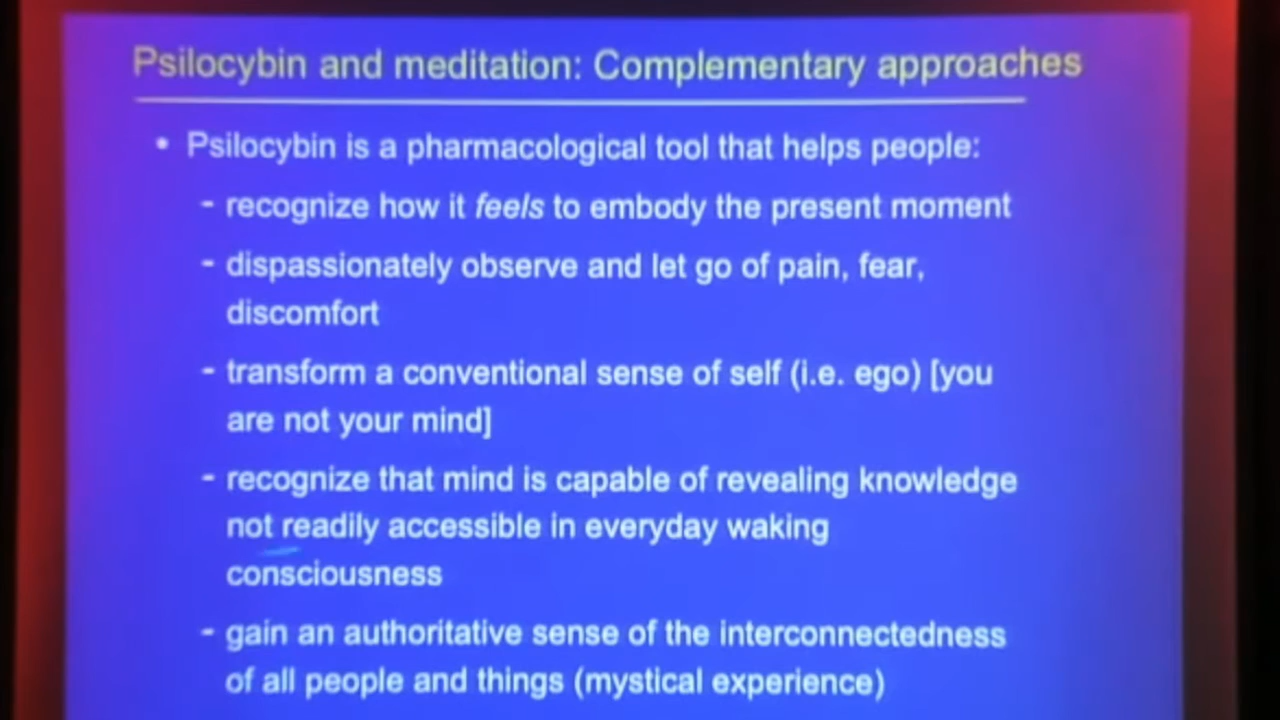 Psilocybin and meditation: Complementary approaches
• Psilocybin is a pharmacological tool that helps people:
- recognize how it feels to embody the present moment
- dispassionately observe and let go of pain, fear,
discomfort
- transform a conventional sense of self (i.e. ego) [you
are not your mind]
- recognize that mind is capable of revealing knowledge
not readily accessible in everyday waking
consciousness
- gain an authoritative sense of the interconnectedness
of all people and things (mystical experience)